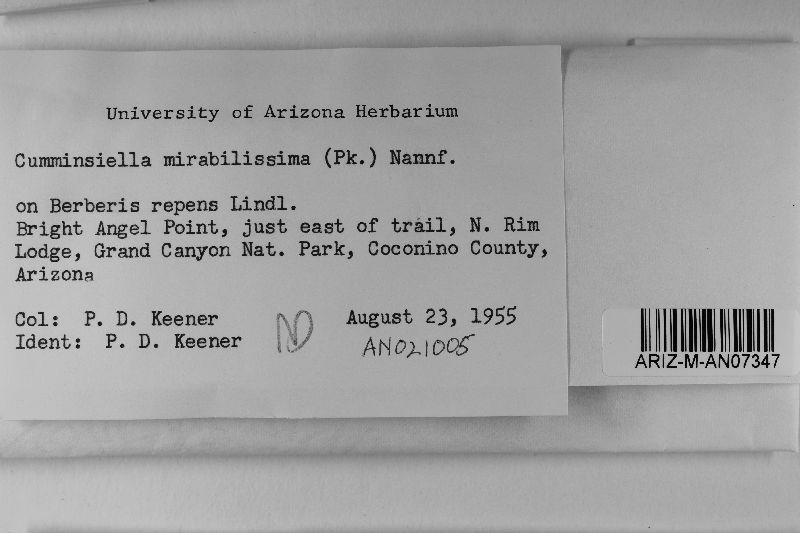 University of Arizona Herbarium
Cumminsiella mirabilissima (Pk.) Nannf.
on Berberis repens Lindl.
Bright Angel Point, just east of trail, N. Rim
Lodge, Grand Canyon Nat. Park, Coconino County,
Arizona
Col: P. D. Keener August 23, 1955
Ident: P. D. Keener ND AN021005
ARIZ-M-AN07347